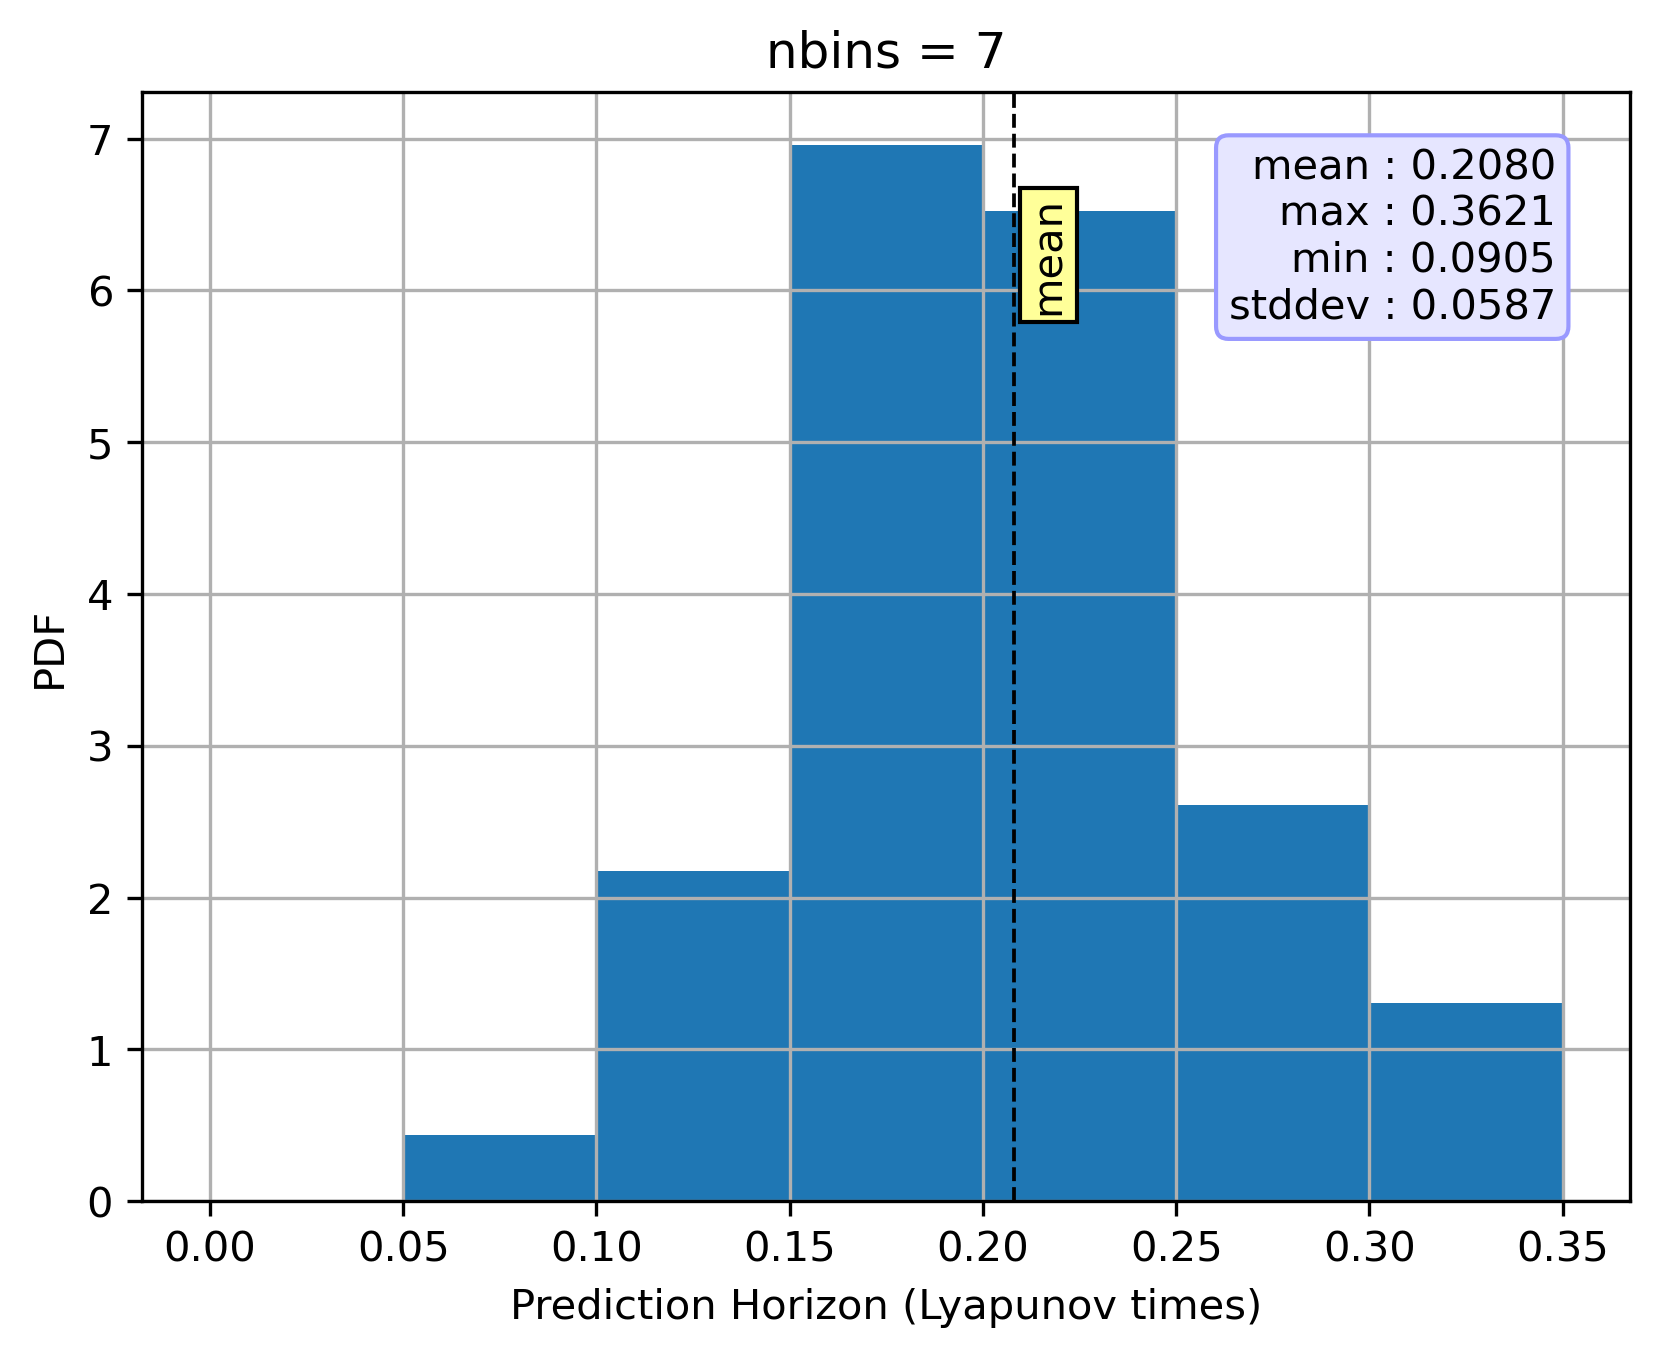 nbins = 7
7
6
5
4
3
2
1
0
PDF
mean
mean : 0.2080
max : 0.3621
min : 0.0905
stddev : 0.0587
0.00 0.05 0.10 0.15 0.20 0.25 0.30 0.35
Prediction Horizon (Lyapunov times)